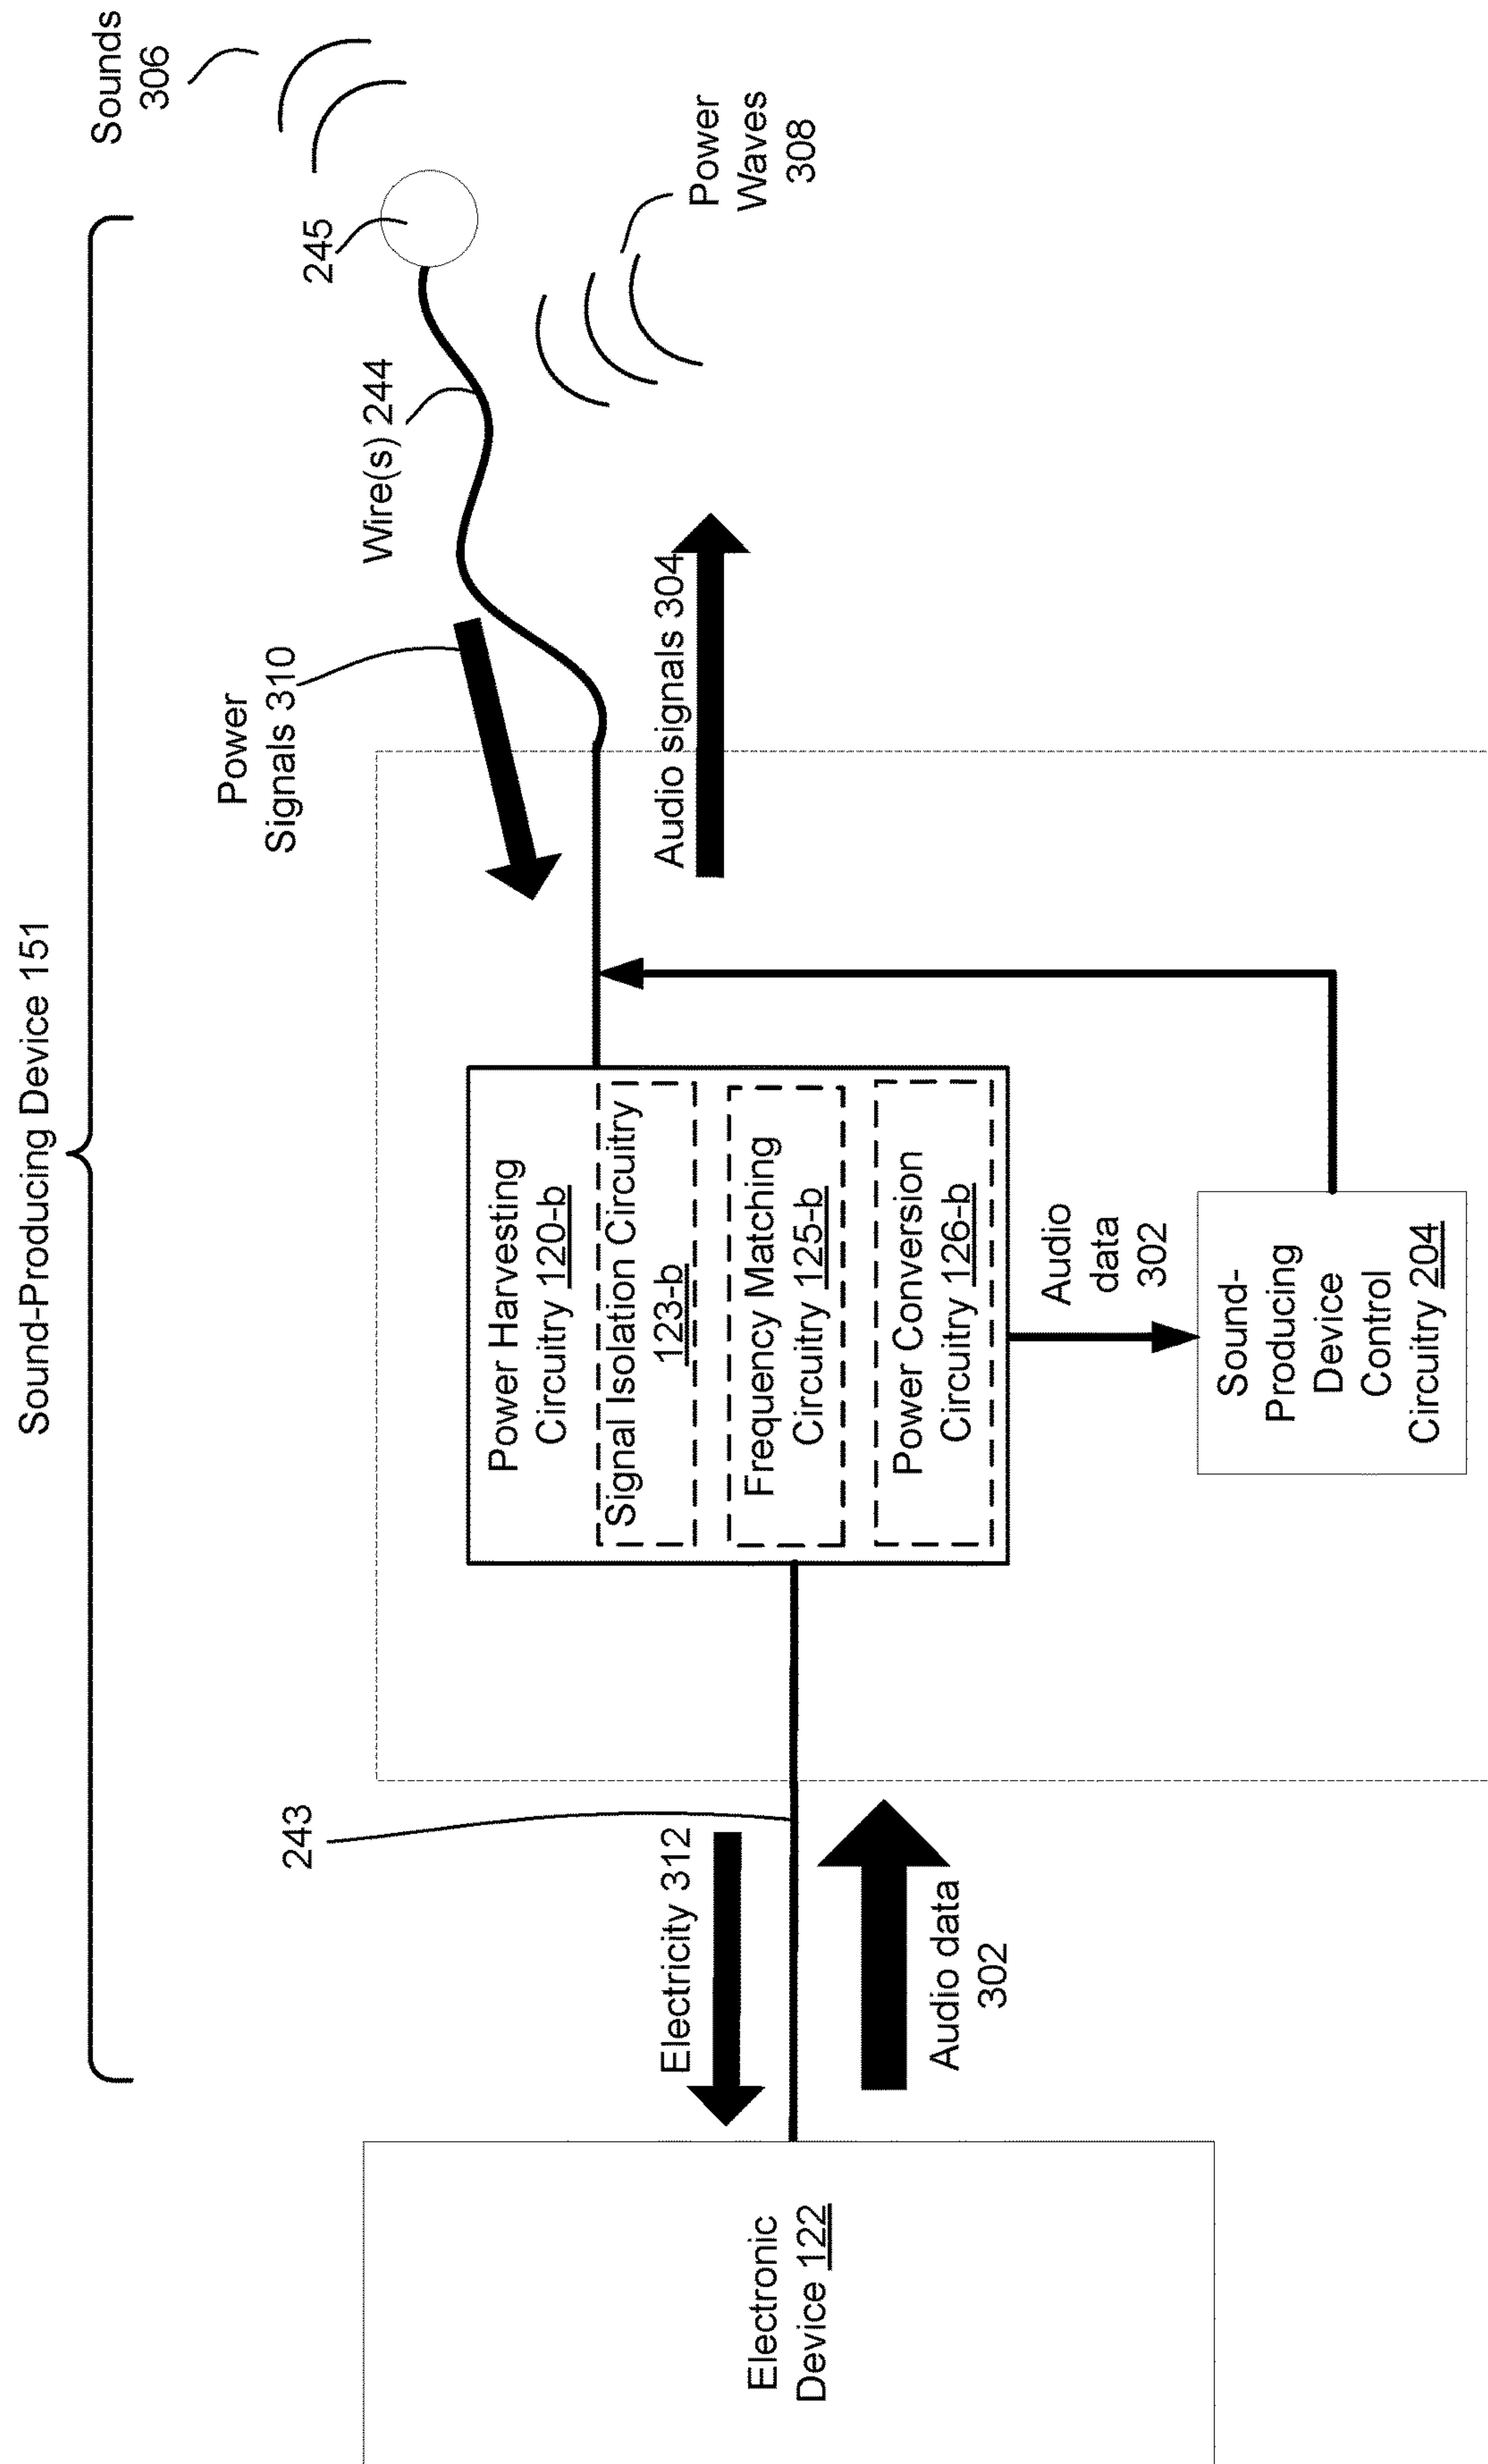 Sound-Producing Device 151
Sounds
306
245
Wire(s) 244
Power
Waves
308
Power
Signals 310
Audio signals 304
Power Harvesting
Circuitry 120-b
Signal Isolation Circuitry
123-b
Frequency Matching
Circuitry 125-b
Power Conversion
Circuitry 126-b
Audio
data
302
Sound-
Producing
Device
Control
Circuitry 204
243
Electricity 312
Audio data
302
Electronic
Device 122